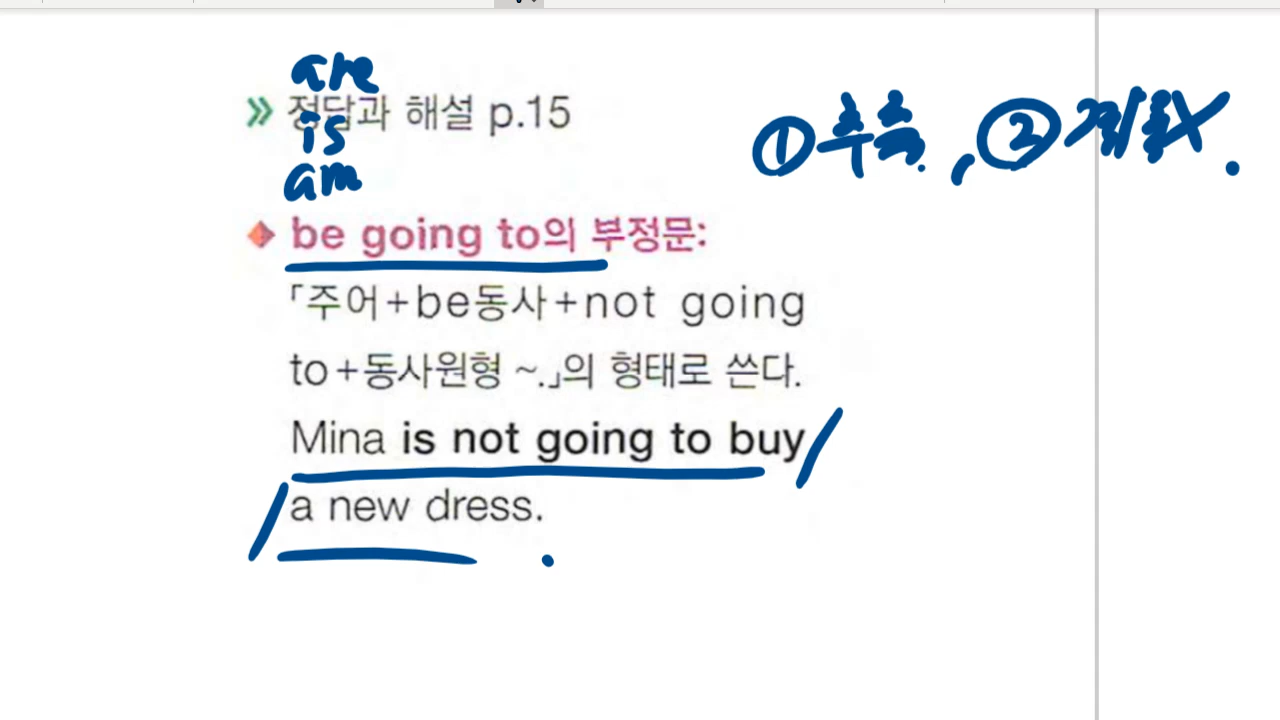 are
» 정답과 해설 p.15
is
am
① 추측, ②
be going to의 부정문:
「주어+be동사+not going
to+동사원형 ~.」의 형태로 쓴다.
Mina is not going to buy
a new dress.